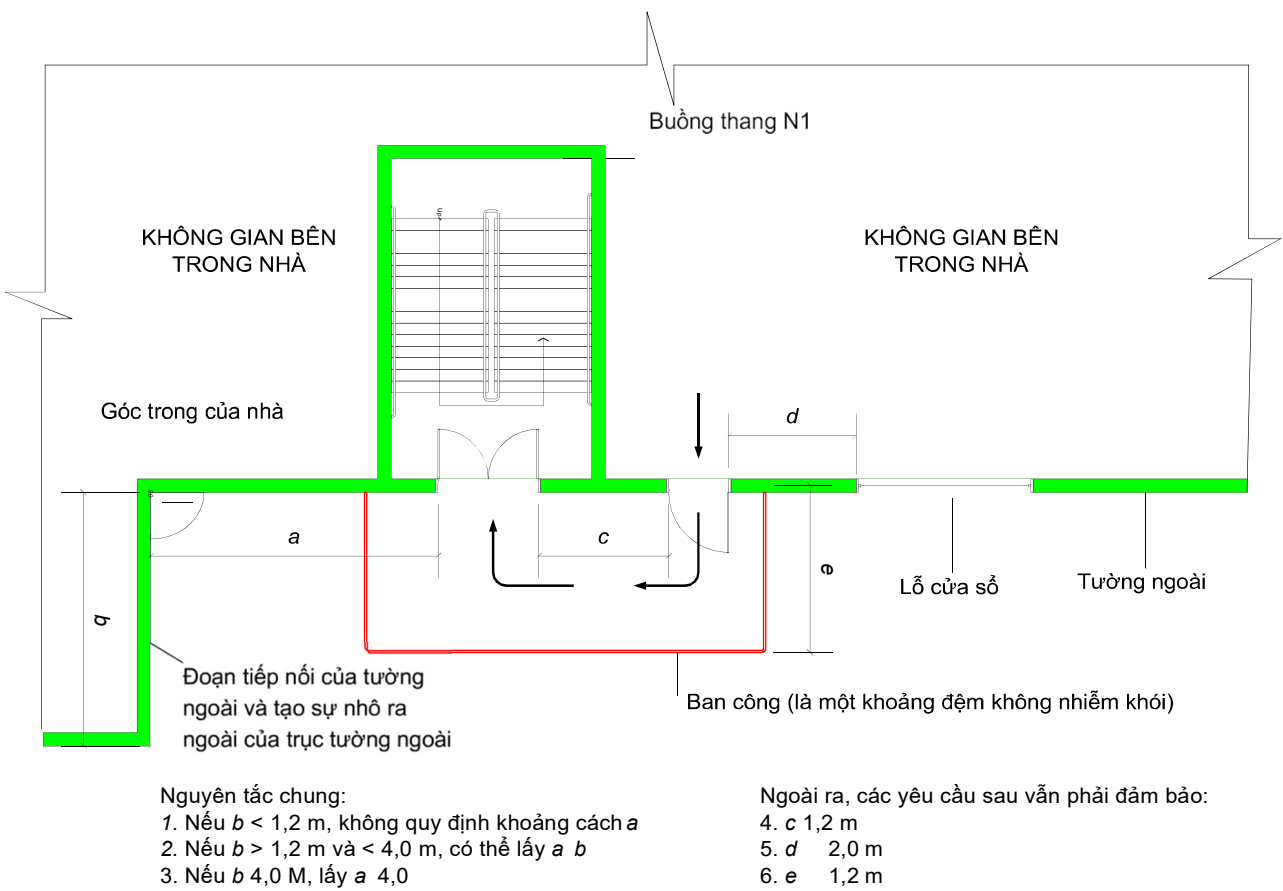 Buồng thang N1
KHÔNG GIAN BÊN
TRONG NHÀ
KHÔNG GIAN BÊN
TRONG NHÀ
Góc trong của nhà
d
a
c
e
b
Up
Lỗ cửa sổ
Tường ngoài
Đoạn tiếp nối của tường
ngoài và tạo sự nhô ra
ngoài của trục tường ngoài
Ban công (là một khoảng đệm không nhiễm khói)
Nguyên tắc chung:
1. Nếu b < 1,2 m, không quy định khoảng cách a
2. Nếu b > 1,2 m và < 4,0 m, có thể lấy a b
3. Nếu b 4,0 M, lấy a 4,0
Ngoài ra, các yêu cầu sau vẫn phải đảm bảo:
4. c 1,2 m
5. d 2,0 m
6. e 1,2 m